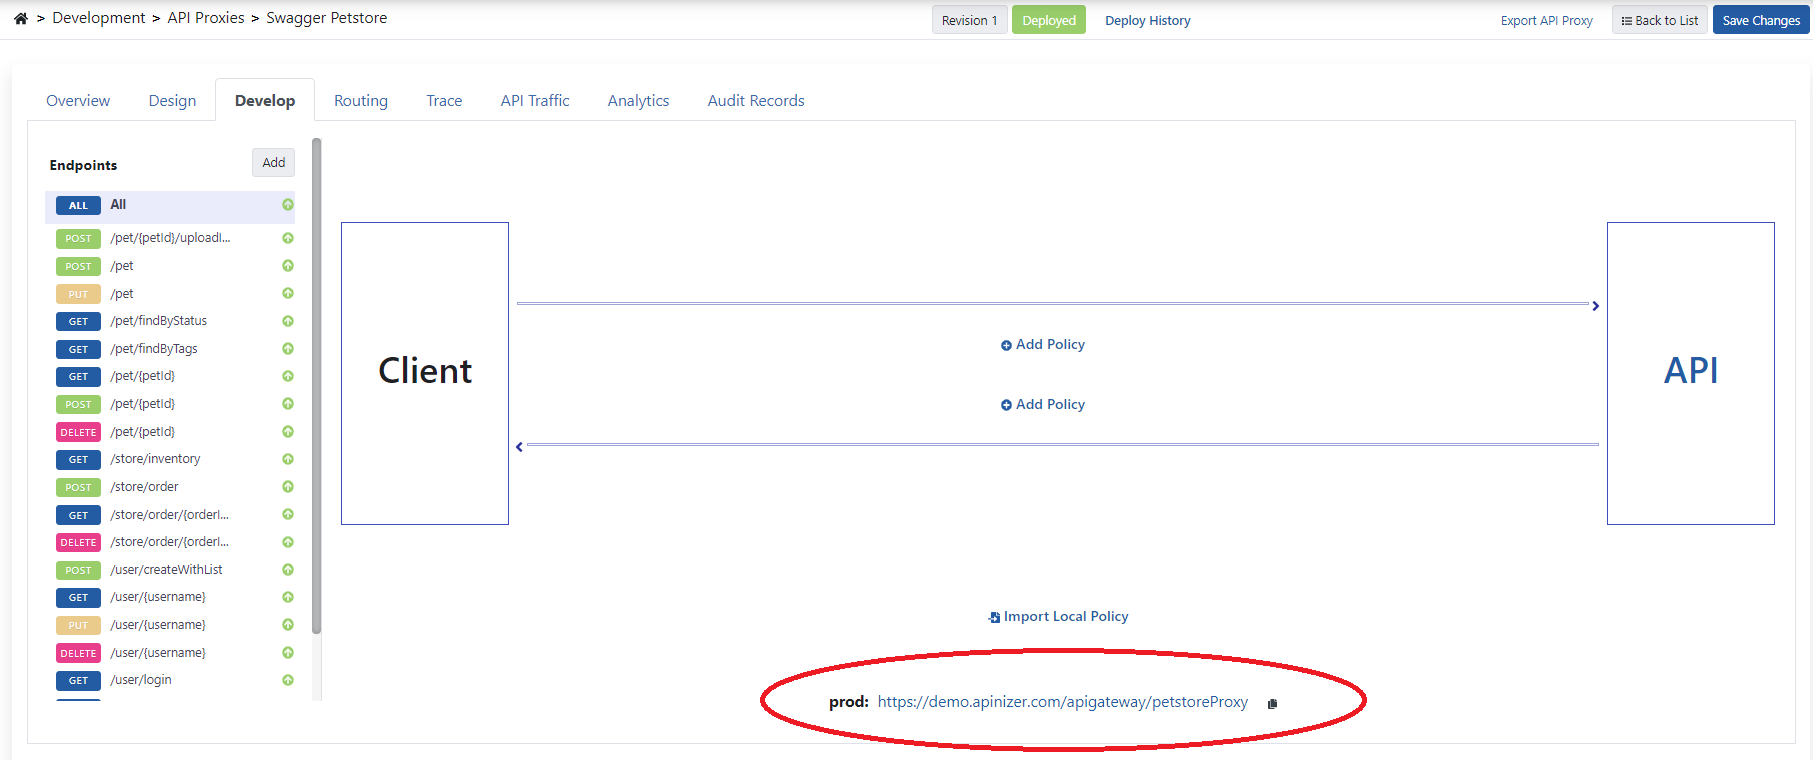 > Development > API Proxies > Swagger Petstore
Revision 1 Deployed Deploy History Export API Proxy Back to List Save Changes
Overview Design Develop Routing Trace API Traffic Analytics Audit Records
Endpoints Add
ALL All
POST /pet/{petId}/uploadI...
POST /pet
PUT /pet
GET /pet/findByStatus
GET /pet/findByTags
GET /pet/{petId}
POST /pet/{petId}
DELETE /pet/{petId}
GET /store/inventory
POST /store/order
GET /store/order/{orderI...
DELETE /store/order/{orderI...
POST /user/createWithList
GET /user/{username}
PUT /user/{username}
DELETE /user/{username}
GET /user/login
Client
Add Policy
Add Policy
API
Import Local Policy
prod: https://demo.apinizer.com/apigateway/petstoreProxy